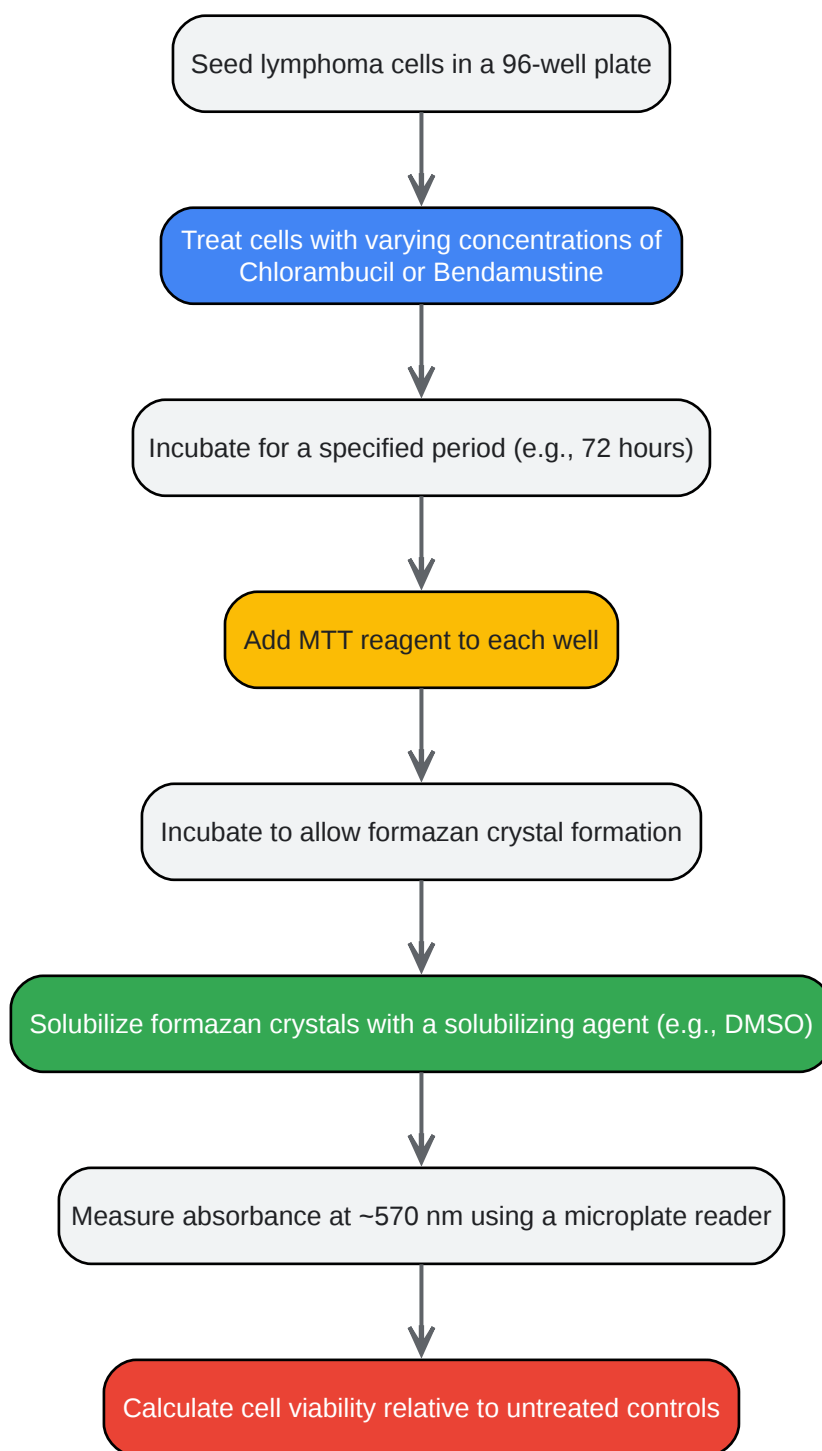 Seed lymphoma cells in a 96-well plate
Treat cells with varying concentrations of
Chlorambucil or Bendamustine
Incubate for a specified period (e.g., 72 hours)
Add MTT reagent to each well
Incubate to allow formazan crystal formation
Solubilize formazan crystals with a solubilizing agent (e.g., DMSO)
Measure absorbance at ~570 nm using a microplate reader
Calculate cell viability relative to untreated controls